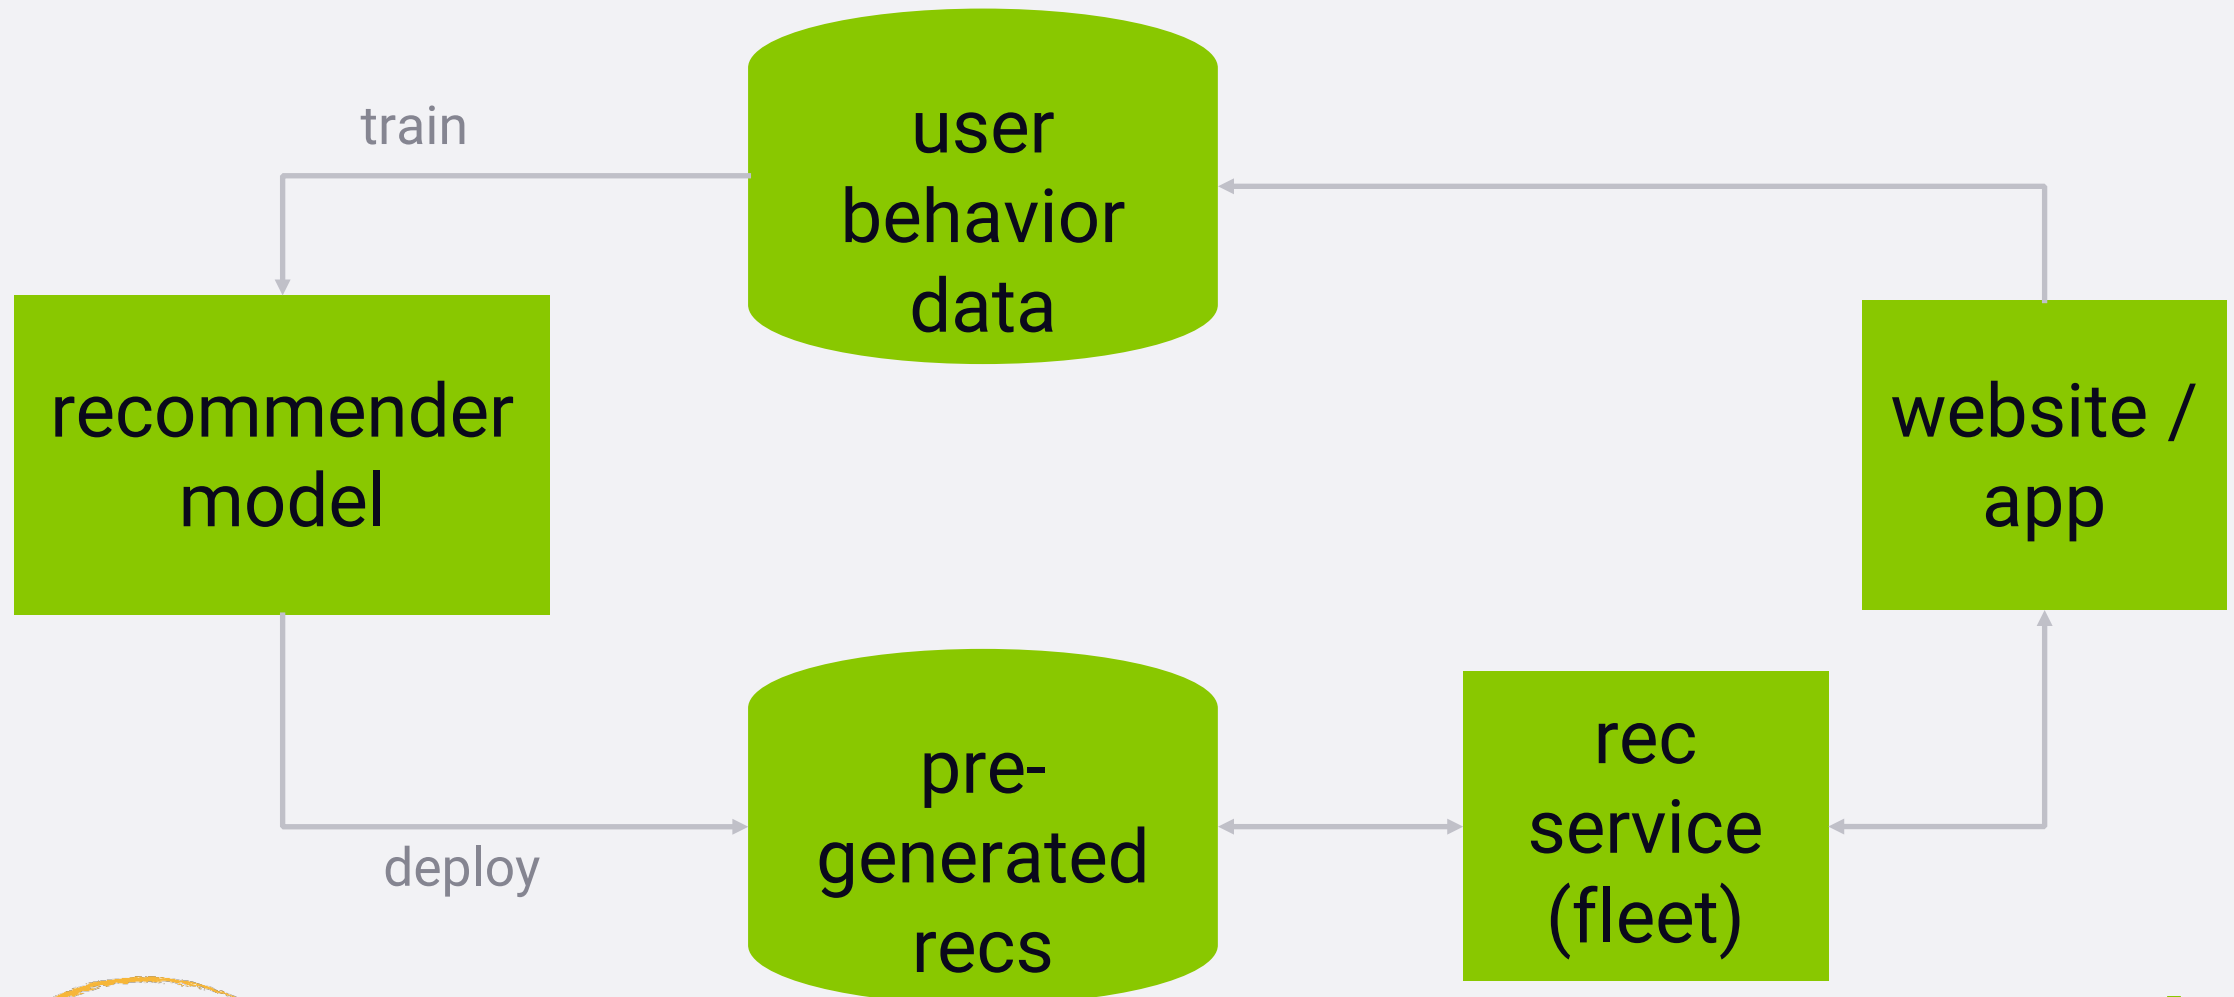 train
user
behavior
data
recommender
model
website /
app
deploy
pre-
generated
recs
rec
service
(fleet)